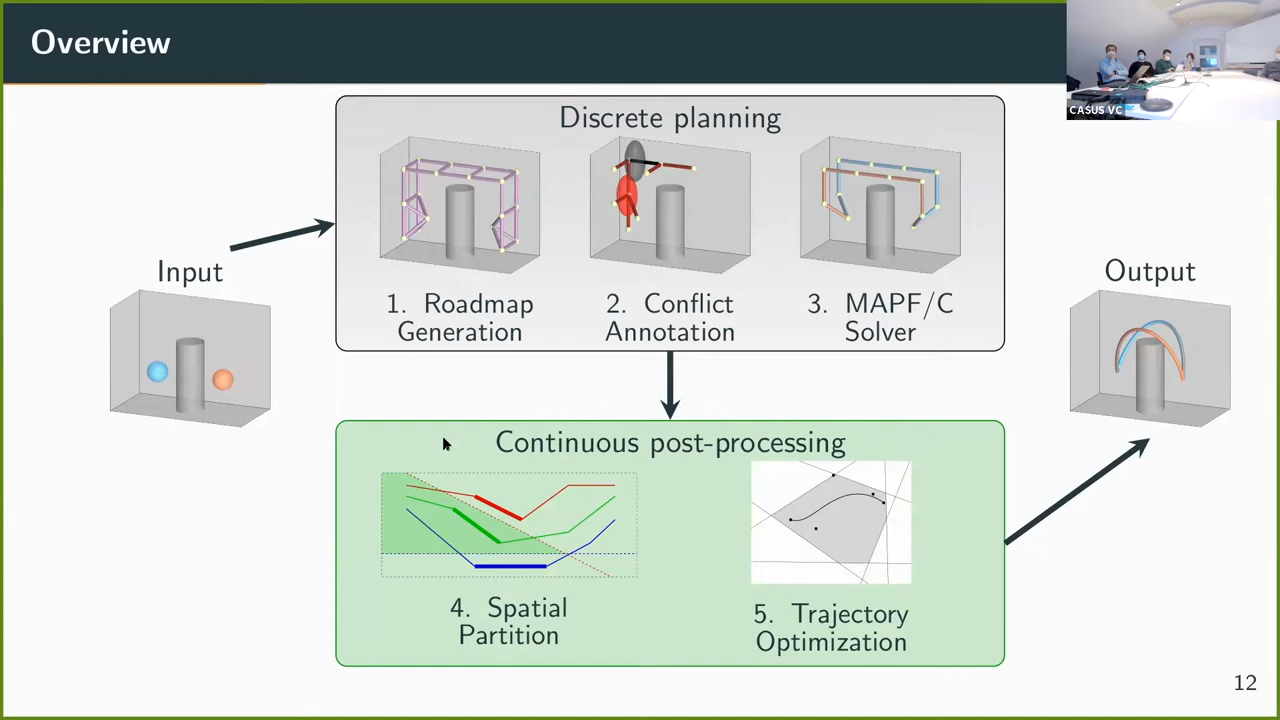 Overview
CASUS VC
Discrete planning
1. Roadmap
Generation
2. Conflict
Annotation
3. MAPF/C
Solver
Input
Output
Continuous post-processing
4. Spatial
Partition
5. Trajectory
Optimization
12